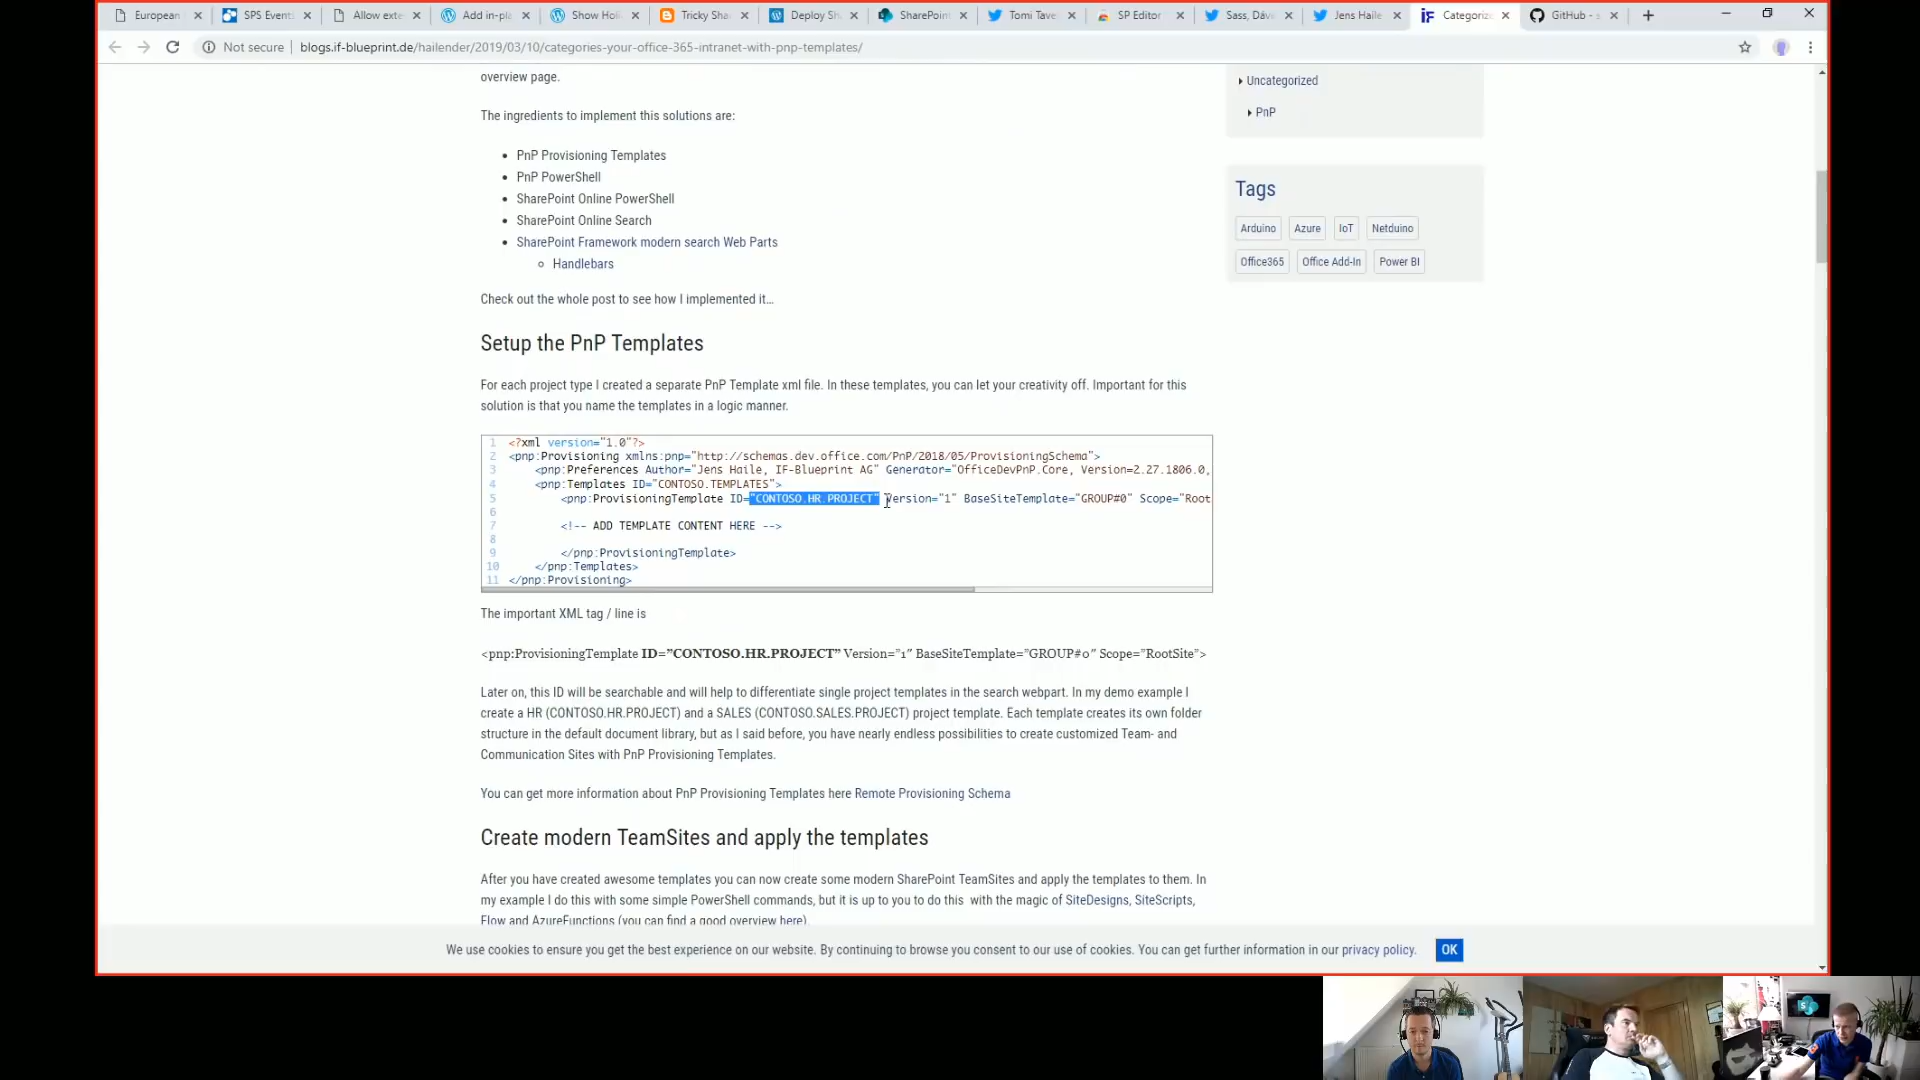 European
SPS Event
Allow exte
Add in-pla
Show Holi
Tricky Sha
Deploy Sh
SharePoin
Tomi Tave
SP Editor
Sass, Dáva
Jens Haile
Categorize
GitHub - s
Not secure | blogs.if-blueprint.de/hailender/2019/03/10/categories-your-office-365-intranet-with-pnp-templates/
overview page.
The ingredients to implement this solutions are:
PnP Provisioning Templates
PnP PowerShell
SharePoint Online PowerShell
SharePoint Online Search
SharePoint Framework modern search Web Parts
Handlebars
Check out the whole post to see how I implemented it…
Setup the PnP Templates
For each project type I created a separate PnP Template xml file. In these templates, you can let your creativity off. Important for this
solution is that you name the templates in a logic manner.
1 <?xml version="1.0"?>
2 <pnp:Provisioning xmlns:pnp="http://schemas.dev.office.com/PnP/2018/05/ProvisioningSchema">
3 <pnp:Preferences Author="Jens Haile, IF-Blueprint AG" Generator="OfficeDevPnP.Core, Version=2.27.1806.0,
4 <pnp:Templates ID="CONTOSO.TEMPLATES">
5 <pnp:ProvisioningTemplate ID="CONTOSO.HR.PROJECT" Version="1" BaseSiteTemplate="GROUP#0" Scope="Root
6
7 <!-- ADD TEMPLATE CONTENT HERE -->
8
9 </pnp:ProvisioningTemplate>
10 </pnp:Templates>
11 </pnp:Provisioning>
The important XML tag / line is
<pnp:ProvisioningTemplate ID=”CONTOSO.HR.PROJECT” Version=”1″ BaseSiteTemplate=”GROUP#0″ Scope=”RootSite”>
Later on, this ID will be searchable and will help to differentiate single project templates in the search webpart. In my demo example I
create a HR (CONTOSO.HR.PROJECT) and a SALES (CONTOSO.SALES.PROJECT) project template. Each template creates its own folder
structure in the default document library, but as I said before, you have nearly endless possibilities to create customized Team- and
Communication Sites with PnP Provisioning Templates.
You can get more information about PnP Provisioning Templates here Remote Provisioning Schema
Create modern TeamSites and apply the templates
After you have created awesome templates you can now create some modern SharePoint TeamSites and apply the templates to them. In
my example I do this with some simple PowerShell commands, but it is up to you to do this with the magic of SiteDesigns, SiteScripts,
Flow and AzureFunctions (you can find a good overview here).
Uncategorized
PnP
Tags
Arduino Azure IoT Netduino
Office365 Office Add-In Power BI
We use cookies to ensure you get the best experience on our website. By continuing to browse you consent to our use of cookies. You can get further information in our privacy policy. OK